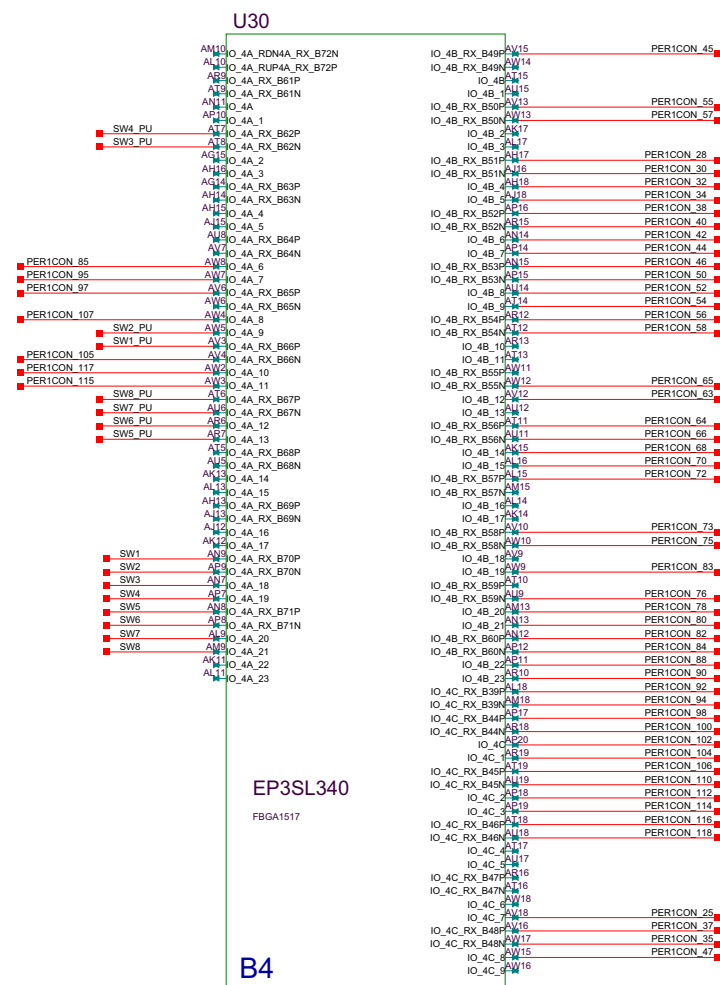 U30
AM10 IO_4A_RDN4A_RX_B72N
AL10 IO_4A_RUP4A_RX_B72P
AR9 IO_4A_RX_B61P
AT9 IO_4A_RX_B61N
AN11 IO_4A
AP10 IO_4A_1
SW4_PU AT7 IO_4A_RX_B62P
SW3_PU AT8 IO_4A_RX_B62N
AG15 IO_4A_2
AH16 IO_4A_3
AG14 IO_4A_RX_B63P
AH14 IO_4A_RX_B63N
AH15 IO_4A_4
AJ15 IO_4A_5
AU8 IO_4A_RX_B64P
AV7 IO_4A_RX_B64N
PER1CON_85 AW8 IO_4A_6
PER1CON_95 AW7 IO_4A_7
PER1CON_97 AV6 IO_4A_RX_B65P
AW6 IO_4A_RX_B65N
PER1CON_107 AW4 IO_4A_8
SW2_PU AW5 IO_4A_9
SW1_PU AV3 IO_4A_RX_B66P
PER1CON_105 AV4 IO_4A_RX_B66N
PER1CON_117 AW2 IO_4A_10
PER1CON_115 AW3 IO_4A_11
SW8_PU AT6 IO_4A_RX_B67P
SW7_PU AU6 IO_4A_RX_B67N
SW6_PU AR6 IO_4A_12
SW5_PU AR7 IO_4A_13
AT5 IO_4A_RX_B68P
AU5 IO_4A_RX_B68N
AK13 IO_4A_14
AL13 IO_4A_15
AH13 IO_4A_RX_B69P
AJ13 IO_4A_RX_B69N
AJ12 IO_4A_16
AK12 IO_4A_17
SW1 AN9 IO_4A_RX_B70P
SW2 AP9 IO_4A_RX_B70N
SW3 AN7 IO_4A_18
SW4 AP7 IO_4A_19
SW5 AN8 IO_4A_RX_B71P
SW6 AP8 IO_4A_RX_B71N
SW7 AL9 IO_4A_20
SW8 AM9 IO_4A_21
AK11 IO_4A_22
AL11 IO_4A_23
IO_4B_RX_B49P AV15 PER1CON_45
IO_4B_RX_B49N AW14
IO_4B AT15
IO_4B_1 AU15
IO_4B_RX_B50P AV13 PER1CON_55
IO_4B_RX_B50N AW13 PER1CON_57
IO_4B_2 AK17
IO_4B_3 AL17
IO_4B_RX_B51P AH17 PER1CON_28
IO_4B_RX_B51N AJ16 PER1CON_30
IO_4B_4 AH18 PER1CON_32
IO_4B_5 AJ18 PER1CON_34
IO_4B_RX_B52P AP16 PER1CON_38
IO_4B_RX_B52N AR15 PER1CON_40
IO_4B_6 AN14 PER1CON_42
IO_4B_7 AP14 PER1CON_44
IO_4B_RX_B53P AN15 PER1CON_46
IO_4B_RX_B53N AP15 PER1CON_50
IO_4B_8 AU14 PER1CON_52
IO_4B_9 AT14 PER1CON_54
IO_4B_RX_B54P AR12 PER1CON_56
IO_4B_RX_B54N AT12 PER1CON_58
IO_4B_10 AR13
IO_4B_11 AT13
IO_4B_RX_B55P AW11
IO_4B_RX_B55N AW12 PER1CON_65
IO_4B_12 AV12 PER1CON_63
IO_4B_13 AU12
IO_4B_RX_B56P AT11 PER1CON_64
IO_4B_RX_B56N AU11 PER1CON_66
IO_4B_14 AK15 PER1CON_68
IO_4B_15 AL16 PER1CON_70
IO_4B_RX_B57P AL15 PER1CON_72
IO_4B_RX_B57N AM15
IO_4B_16 AL14
IO_4B_17 AK14
IO_4B_RX_B58P AV10 PER1CON_73
IO_4B_RX_B58N AW10 PER1CON_75
IO_4B_18 AV9
IO_4B_19 AW9 PER1CON_83
IO_4B_RX_B59P AT10
IO_4B_RX_B59N AU9 PER1CON_76
IO_4B_20 AM13 PER1CON_78
IO_4B_21 AN13 PER1CON_80
IO_4B_RX_B60P AN12 PER1CON_82
IO_4B_RX_B60N AP12 PER1CON_84
IO_4B_22 AP11 PER1CON_88
IO_4B_23 AR10 PER1CON_90
IO_4C_RX_B39P AL18 PER1CON_92
IO_4C_RX_B39N AM18 PER1CON_94
IO_4C_RX_B44P AP17 PER1CON_98
IO_4C_RX_B44N AR18 PER1CON_100
IO_4C AP20 PER1CON_102
IO_4C_1 AR19 PER1CON_104
IO_4C_RX_B45P AT19 PER1CON_106
IO_4C_RX_B45N AU19 PER1CON_110
IO_4C_2 AP18 PER1CON_112
IO_4C_3 AP19 PER1CON_114
IO_4C_RX_B46P AT18 PER1CON_116
IO_4C_RX_B46N AU18 PER1CON_118
IO_4C_4 AT17
IO_4C_5 AU17
IO_4C_RX_B47P AR16
IO_4C_RX_B47N AT16
IO_4C_6 AW18
IO_4C_7 AV18 PER1CON_25
IO_4C_RX_B48P AV16 PER1CON_37
IO_4C_RX_B48N AW17 PER1CON_35
IO_4C_8 AW15 PER1CON_47
IO_4C_9 AW16
EP3SL340
FBGA1517
B4